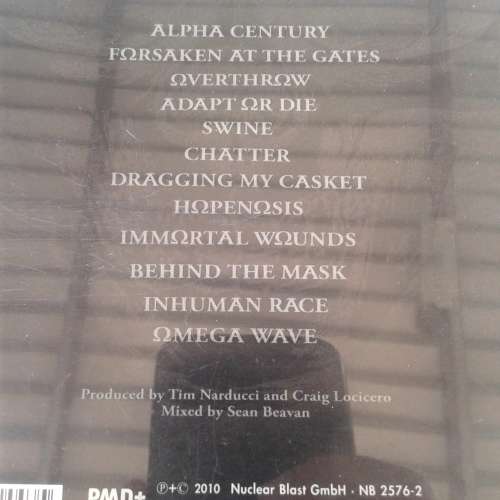 ALPHA CENTURY
FΩRSAKEN AT THE GATES
ΩVERTHRΩW
ADAPT ΩR DIE
SWINE
CHATTER
DRAGGING MY CASKET
HΩPENΩSIS
IMMΩRTAL WΩUNDS
BEHIND THE MASK
INHUMAN RACE
ΩMEGA WAVE
Produced by Tim Narducci and Craig Locicero
Mixed by Sean Beavan
PMD+ ℗+© 2010 Nuclear Blast GmbH · NB 2576-2